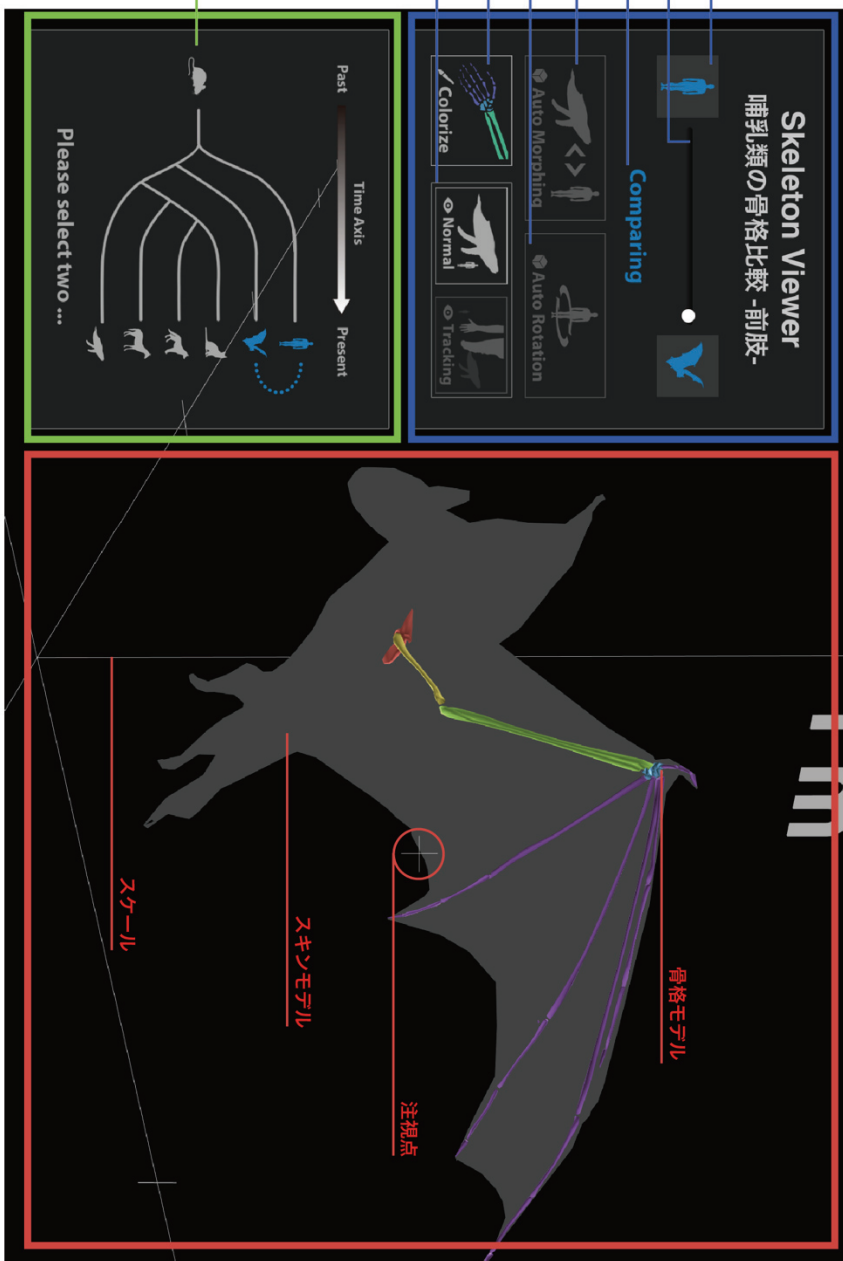 Skeleton Viewer
哺乳類の骨格比較 -前肢-
Comparing
Auto Morphing
Auto Rotation
Colorize
Normal
Tracking
Past
Time Axis
Present
Please select two ...
骨格モデル
注視点
スキンモデル
スケール